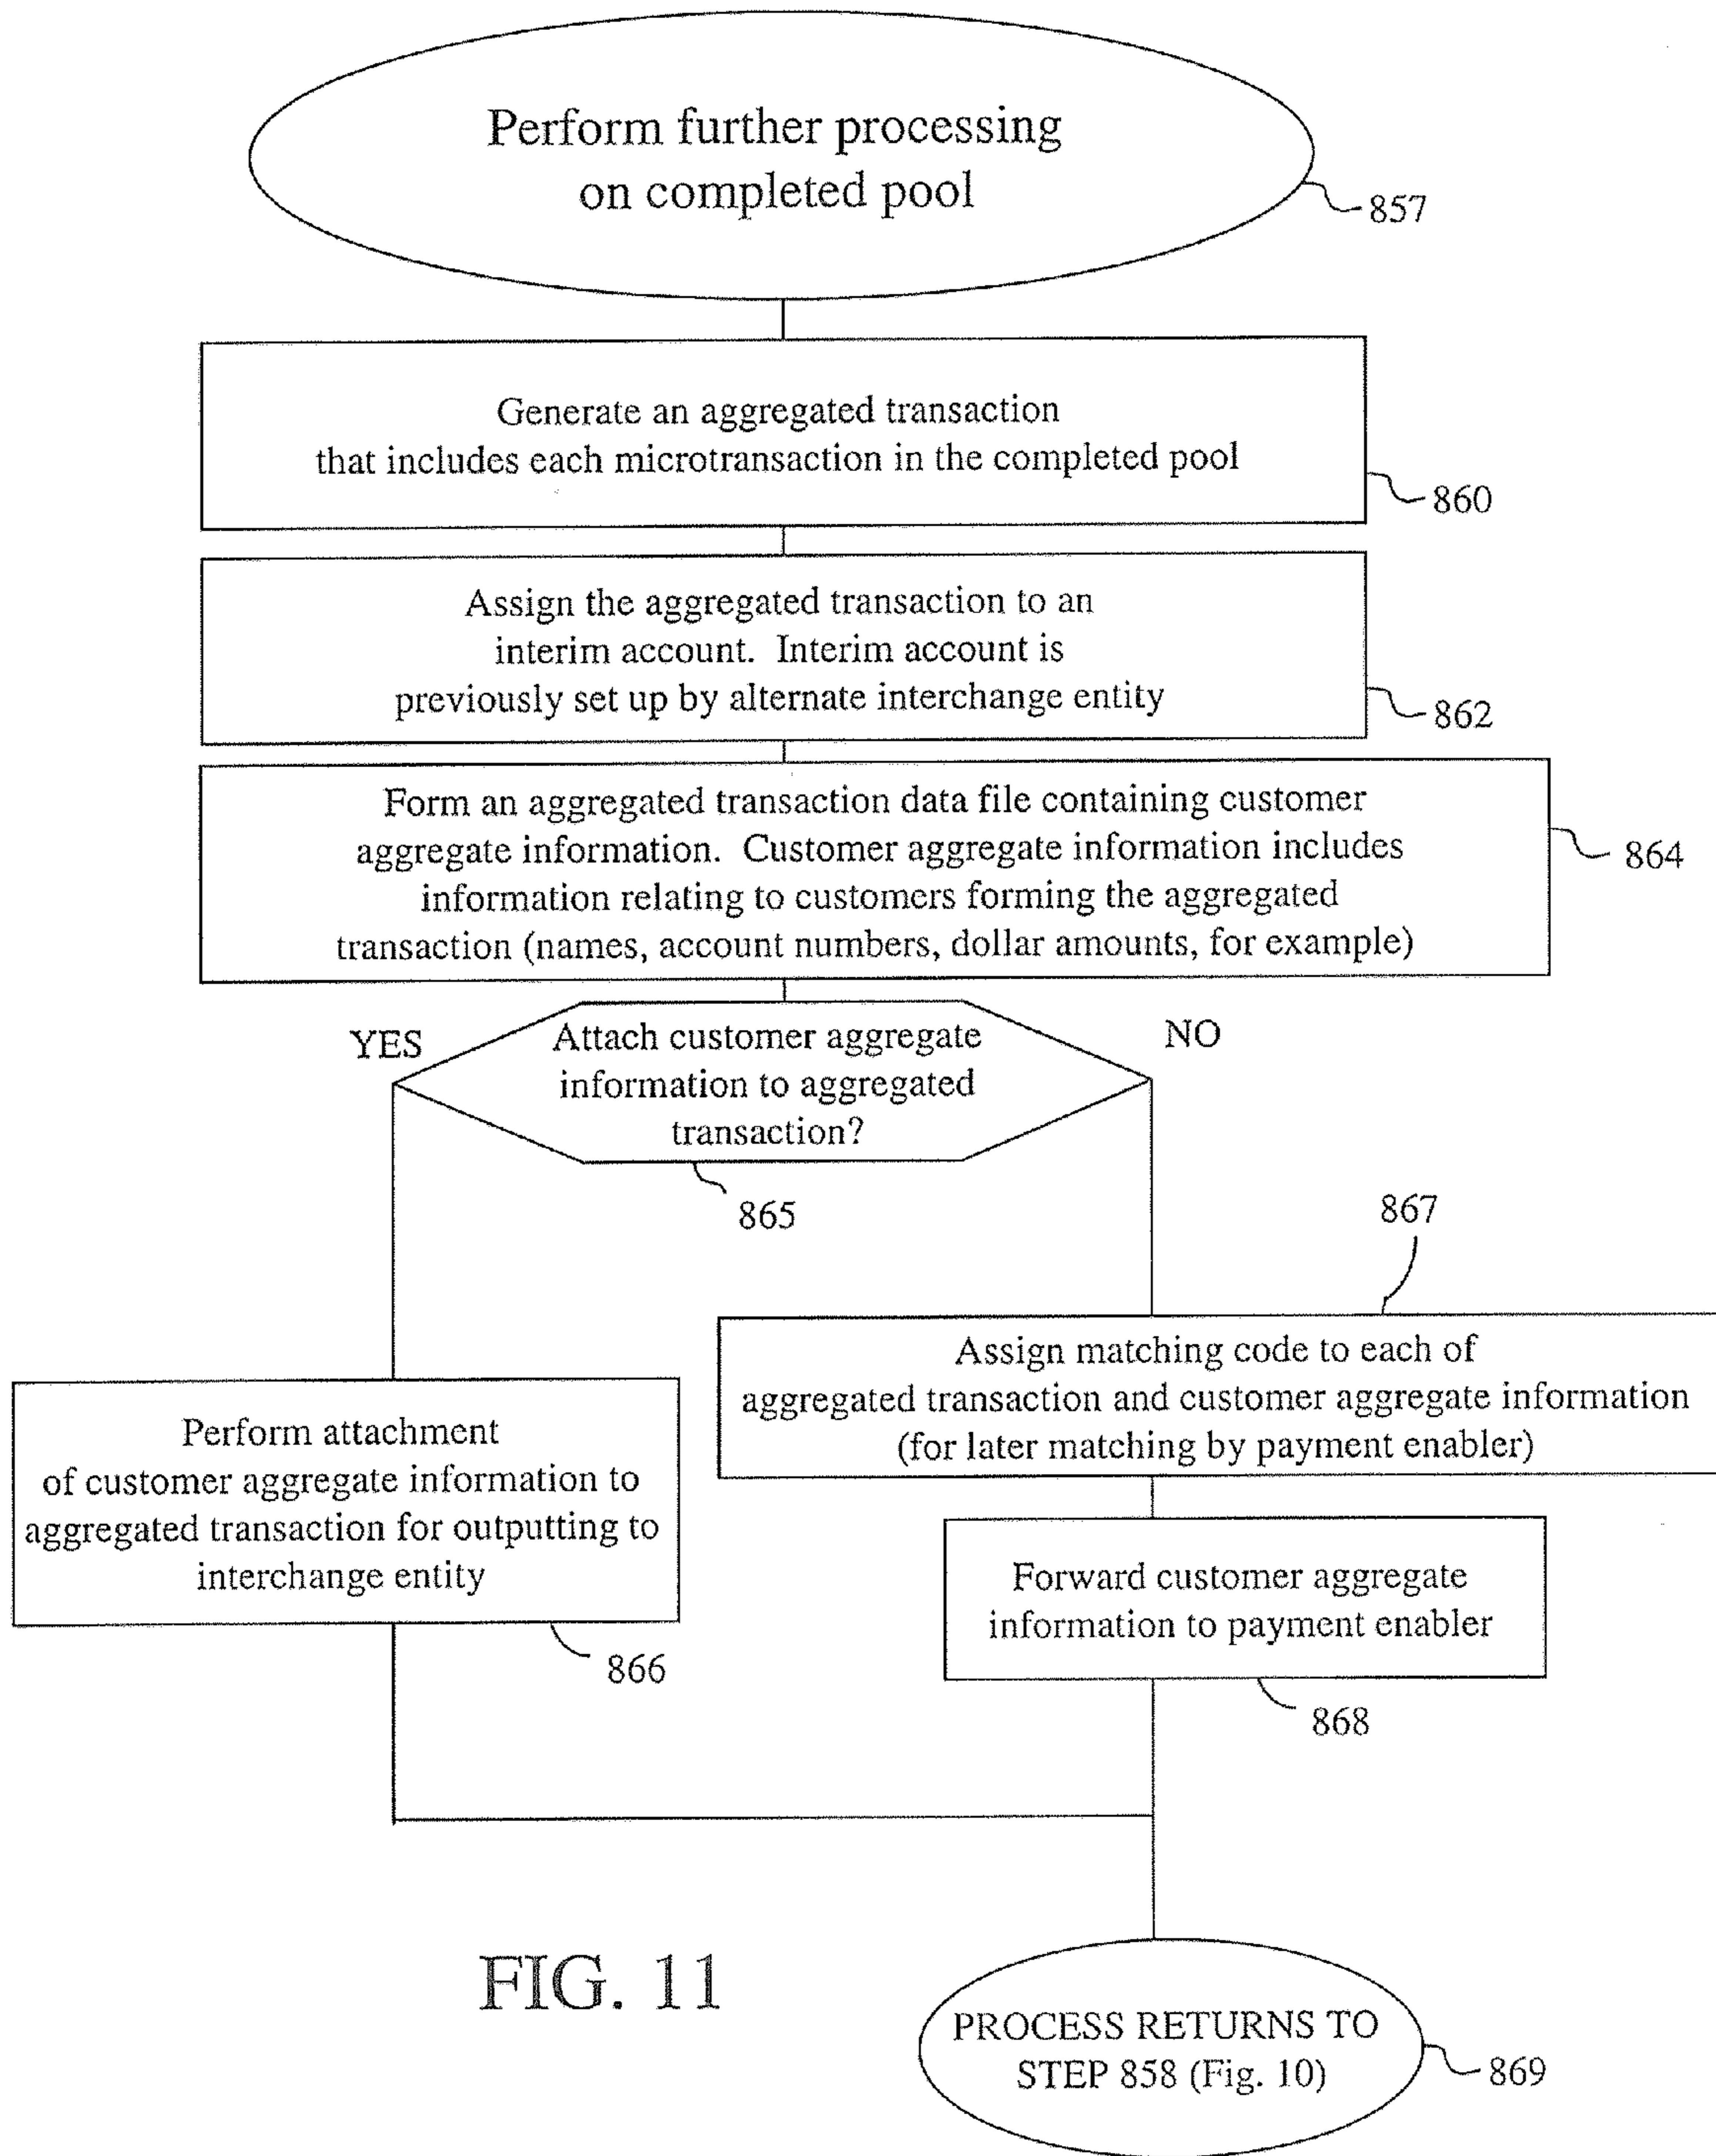 Perform further processing
on completed pool
857
Generate an aggregated transaction
that includes each microtransaction in the completed pool
860
Assign the aggregated transaction to an
interim account. Interim account is
previously set up by alternate interchange entity
862
Form an aggregated transaction data file containing customer
aggregate information. Customer aggregate information includes
information relating to customers forming the aggregated
transaction (names, account numbers, dollar amounts, for example)
864
YES
Attach customer aggregate
information to aggregated
transaction?
NO
865
867
Assign matching code to each of
aggregated transaction and customer aggregate information
(for later matching by payment enabler)
Perform attachment
of customer aggregate information to
aggregated transaction for outputting to
interchange entity
866
Forward customer aggregate
information to payment enabler
868
FIG. 11
PROCESS RETURNS TO
STEP 858 (Fig. 10)
869